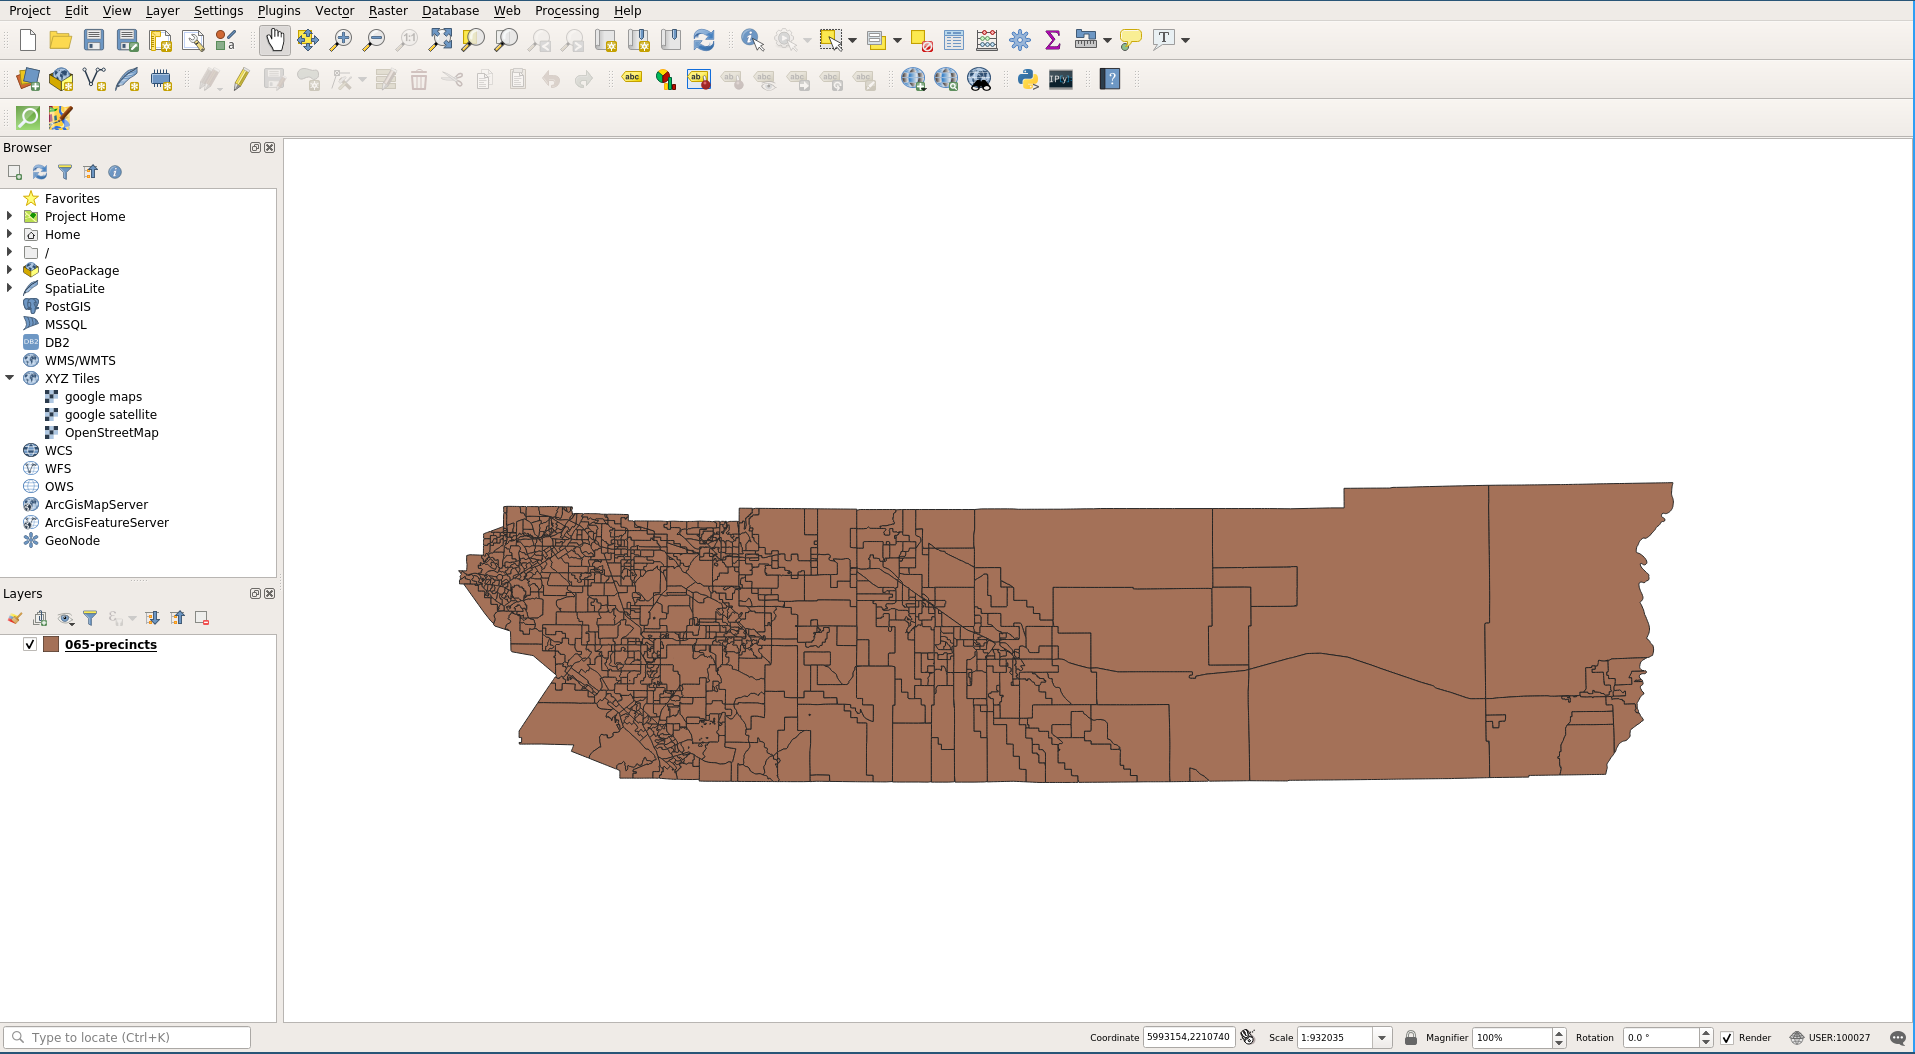 Project Edit View Layer Settings Plugins Vector Raster Database Web Processing Help
Browser
Favorites
Project Home
Home
/
GeoPackage
SpatiaLite
PostGIS
MSSQL
DB2
WMS/WMTS
XYZ Tiles
google maps
google satellite
OpenStreetMap
WCS
WFS
OWS
ArcGisMapServer
ArcGisFeatureServer
GeoNode
Layers
065-precincts
Type to locate (Ctrl+K) Coordinate 5993154,2210740 Scale 1:932035 Magnifier 100% Rotation 0.0 ° Render USER:100027